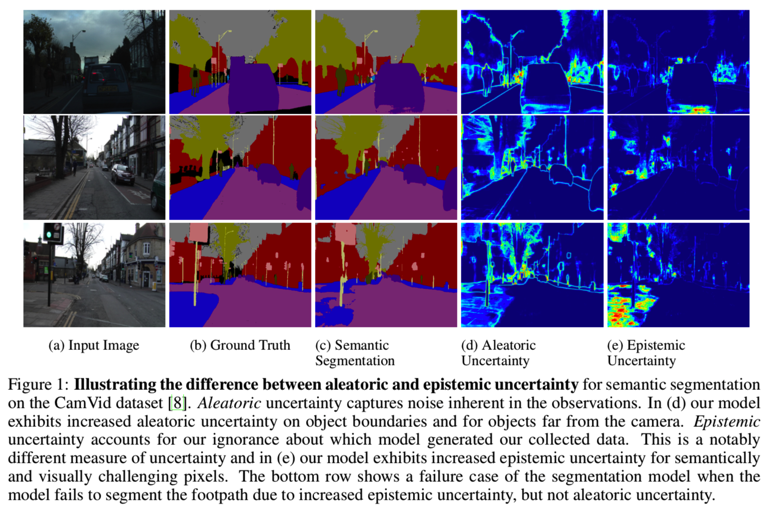 (a) Input Image (b) Ground Truth (c) Semantic Segmentation (d) Aleatoric Uncertainty (e) Epistemic Uncertainty
Figure 1: Illustrating the difference between aleatoric and epistemic uncertainty for semantic segmentation
on the CamVid dataset [8]. Aleatoric uncertainty captures noise inherent in the observations. In (d) our model
exhibits increased aleatoric uncertainty on object boundaries and for objects far from the camera. Epistemic
uncertainty accounts for our ignorance about which model generated our collected data. This is a notably
different measure of uncertainty and in (e) our model exhibits increased epistemic uncertainty for semantically
and visually challenging pixels. The bottom row shows a failure case of the segmentation model when the
model fails to segment the footpath due to increased epistemic uncertainty, but not aleatoric uncertainty.